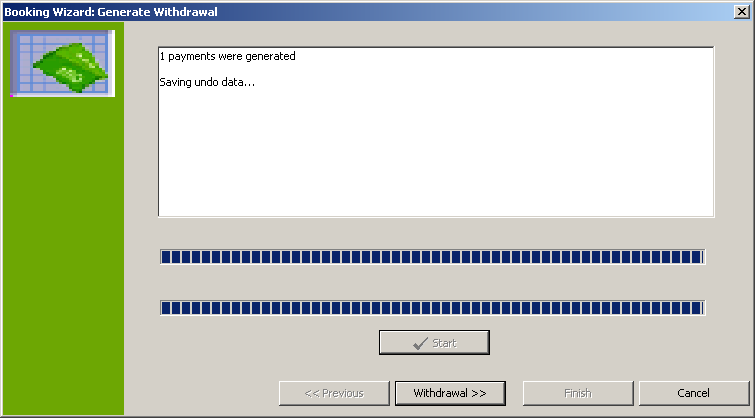 Booking Wizard: Generate Withdrawal
1 payments were generated
Saving undo data...
Start
<< Previous
Withdrawal >>
Finish
Cancel